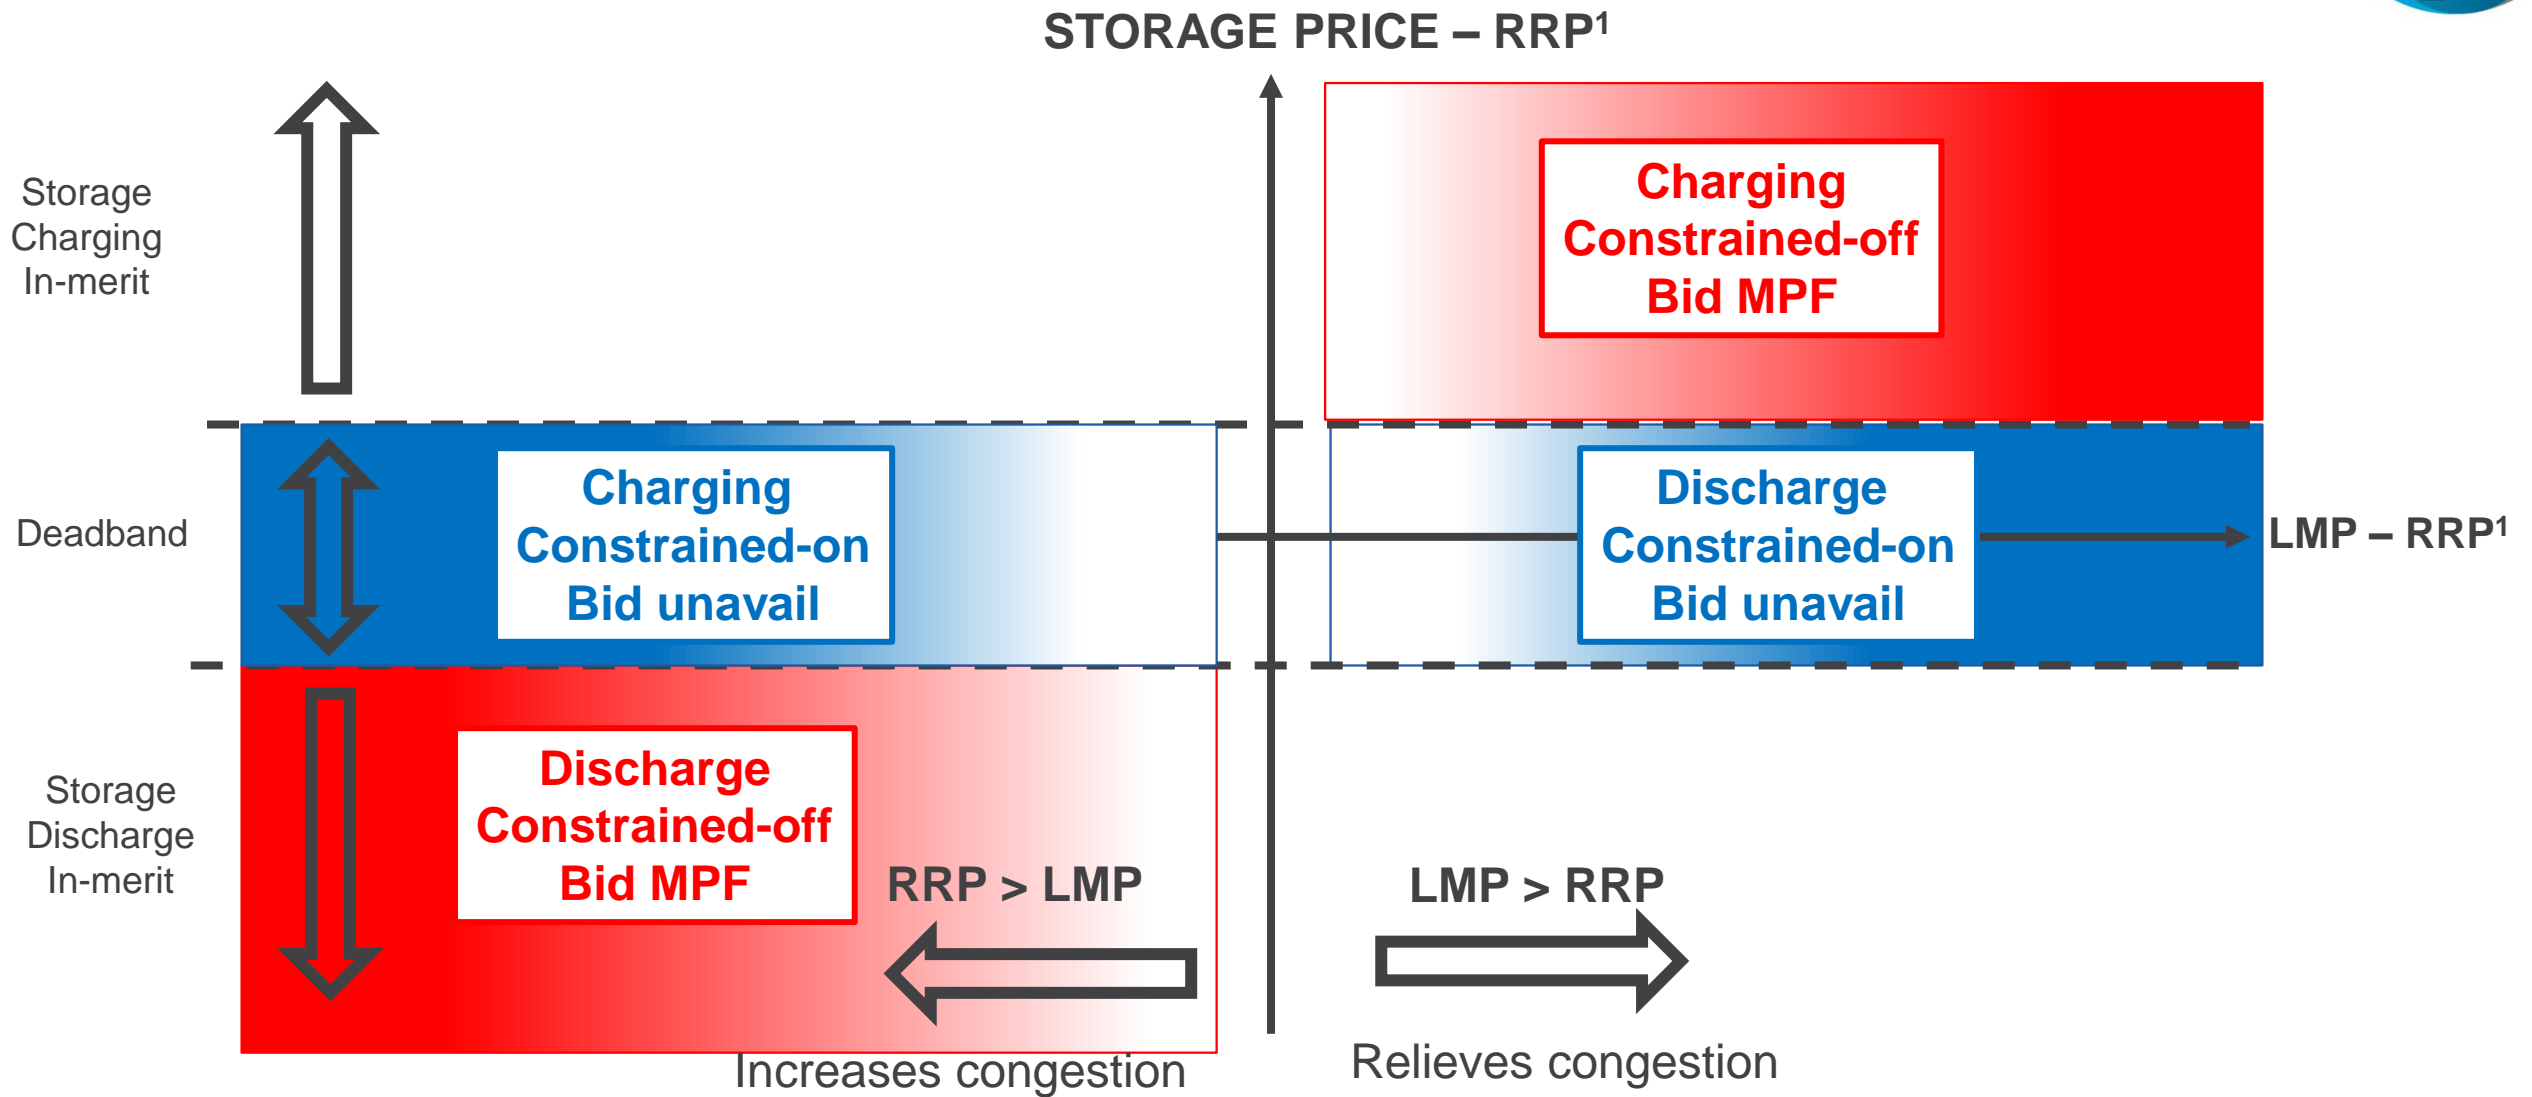 STORAGE PRICE – RRP¹
Storage
Charging
In-merit
Charging
Constrained-off
Bid MPF
Deadband
Charging
Constrained-on
Bid unavail
Discharge
Constrained-on
Bid unavail
LMP – RRP¹
Storage
Discharge
In-merit
Discharge
Constrained-off
Bid MPF
RRP > LMP
LMP > RRP
Increases congestion
Relieves congestion